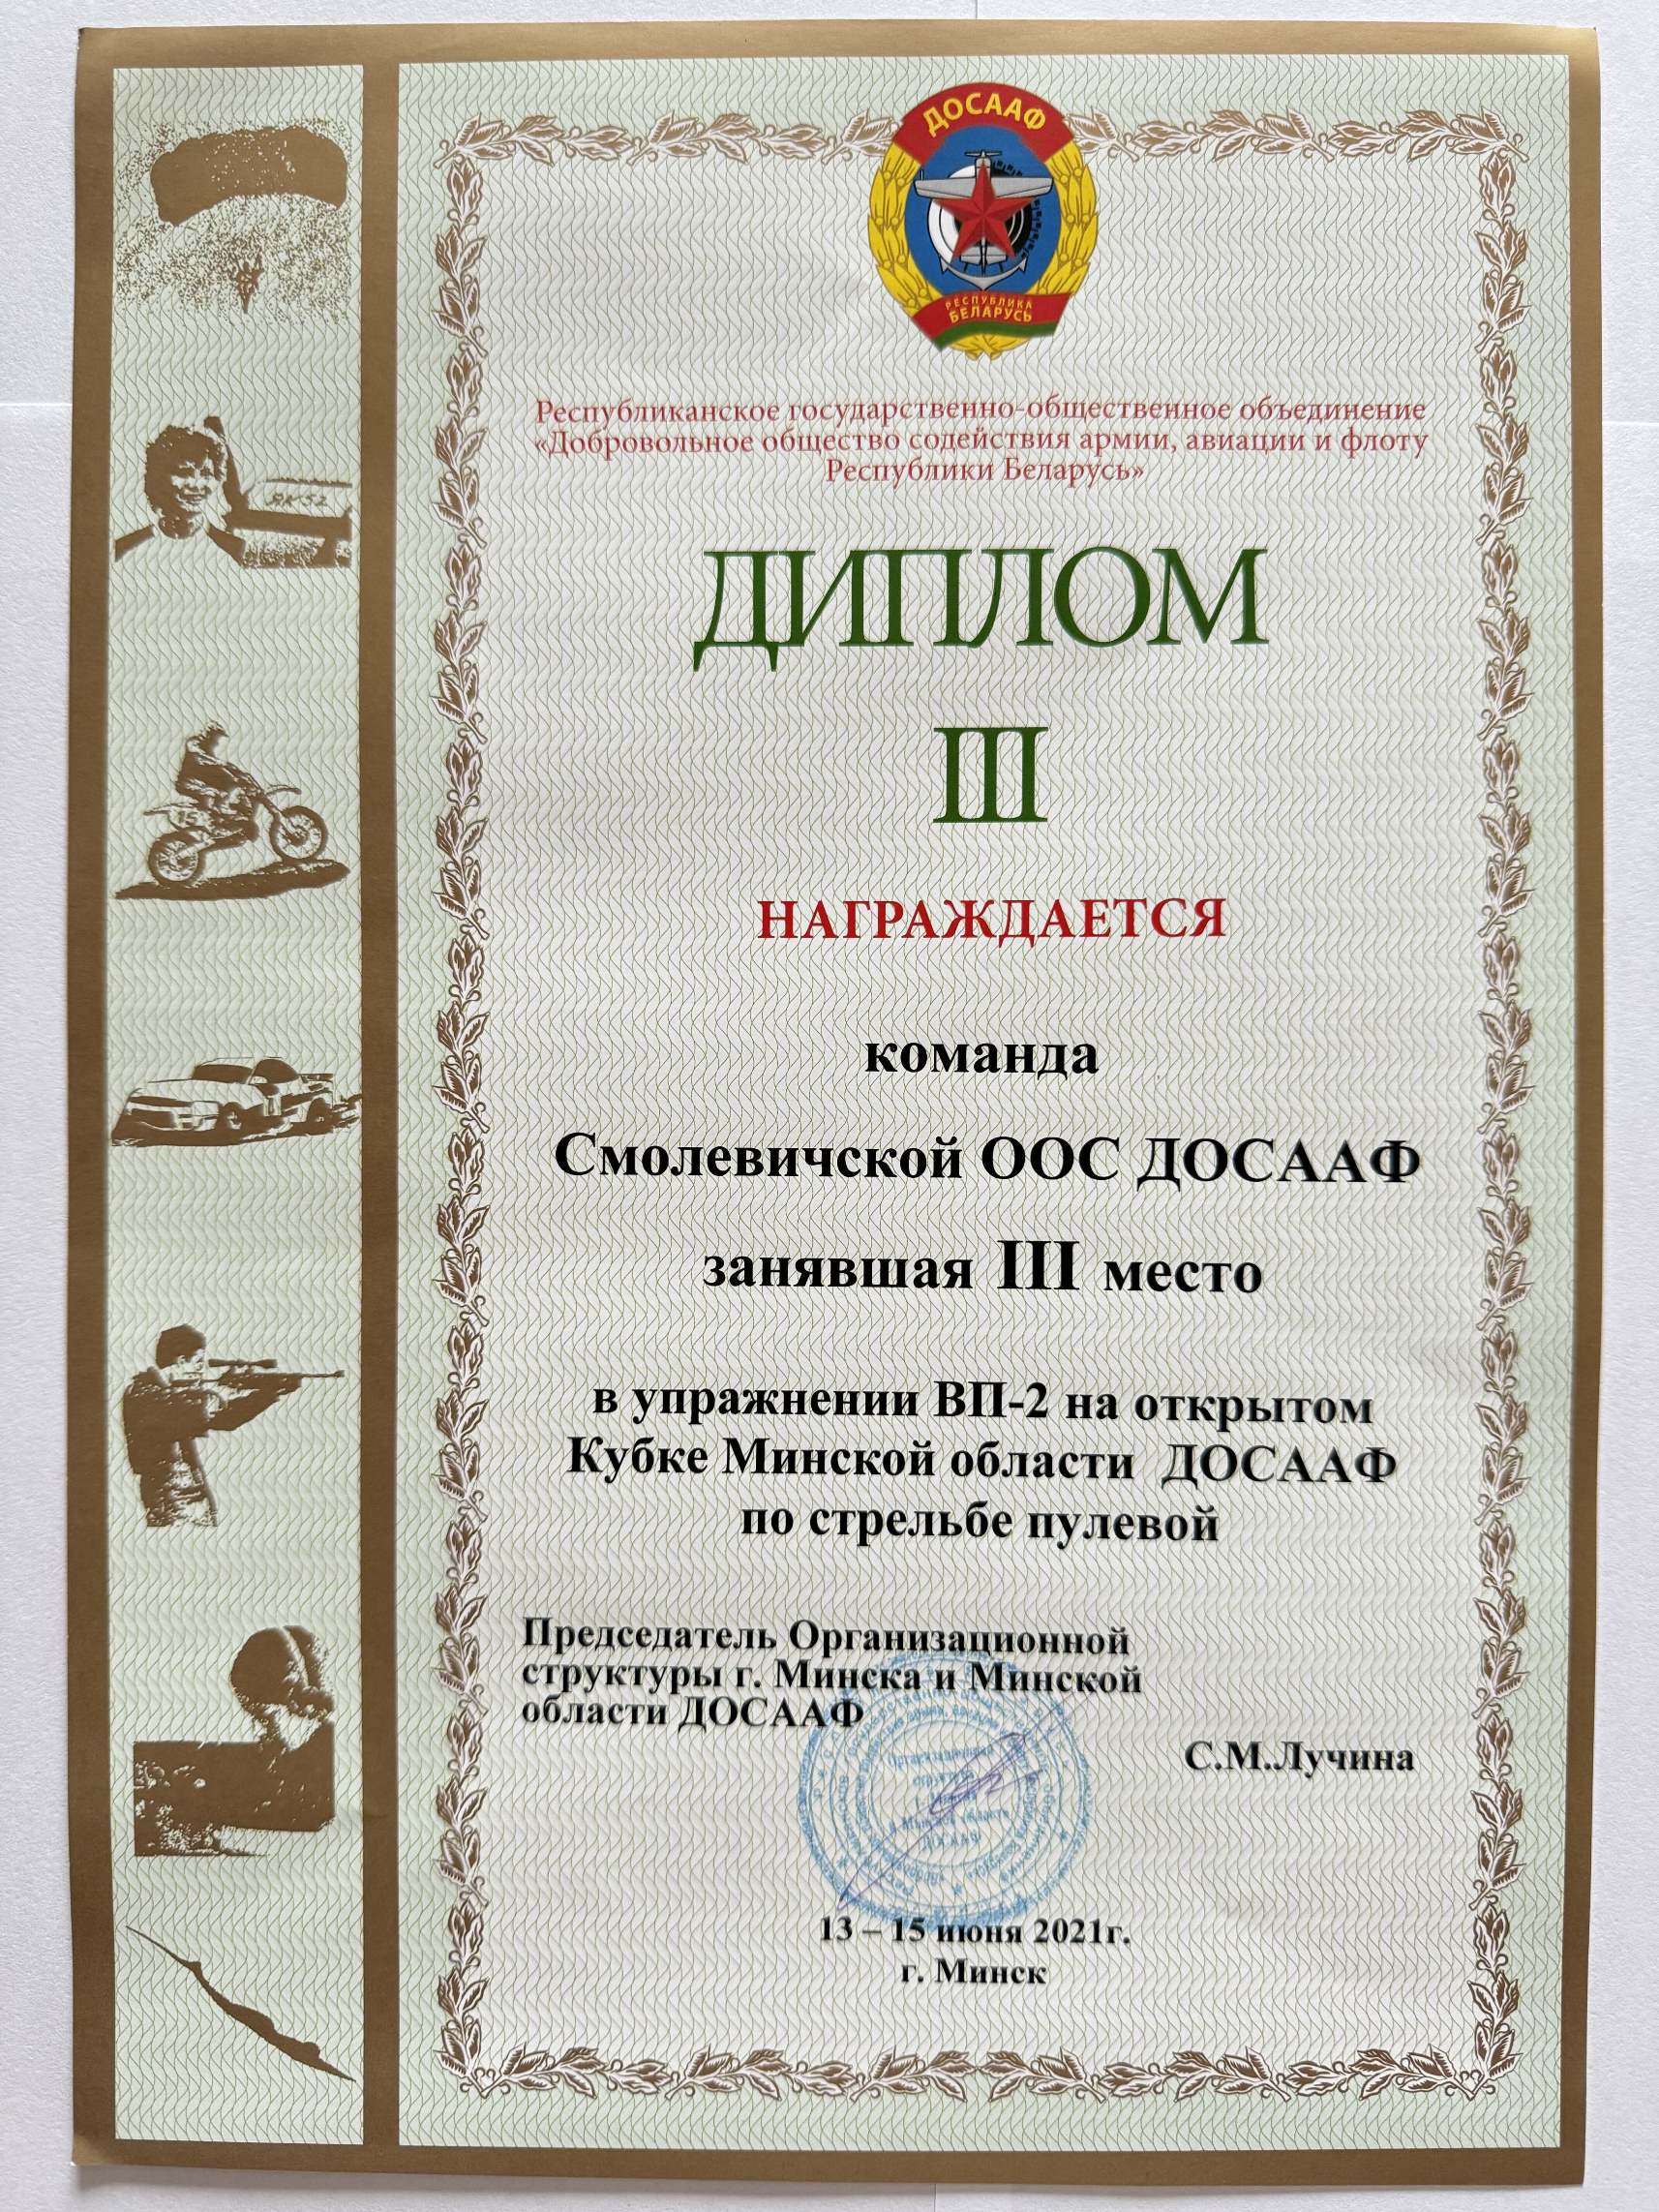 ДОСААФ
РЕСПУБЛИКА
БЕЛАРУСЬ
Республиканское государственно-общественное объединение
«Добровольное общество содействия армии, авиации и флоту
Республики Беларусь»
ДИПЛОМ
III
НАГРАЖДАЕТСЯ
команда
Смолевичской ООС ДОСААФ
занявшая III место
в упражнении ВП-2 на открытом
Кубке Минской области ДОСААФ
по стрельбе пулевой
Председатель Организационной
структуры г. Минска и Минской
области ДОСААФ
С.М.Лучина
13 – 15 июня 2021г.
г. Минск